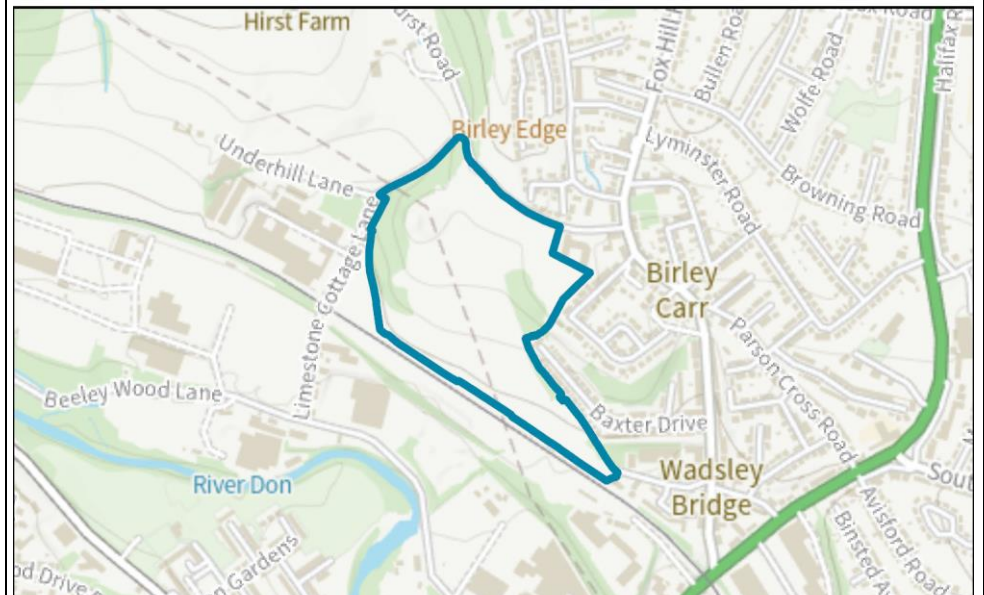 Hirst Farm
Road
Fox Hill
Bullen Road
Wolfe Road
Road
Halifax
Birley Edge
Underhill Lane
Lyminster Road
Browning Road
Limestone Cottage Lane
Birley
Carr
Parson Cross Road
Beeley Wood Lane
Baxter Drive
River Don
Wadsley
Bridge
Avisford Road
Binsted
Gardens
Drive